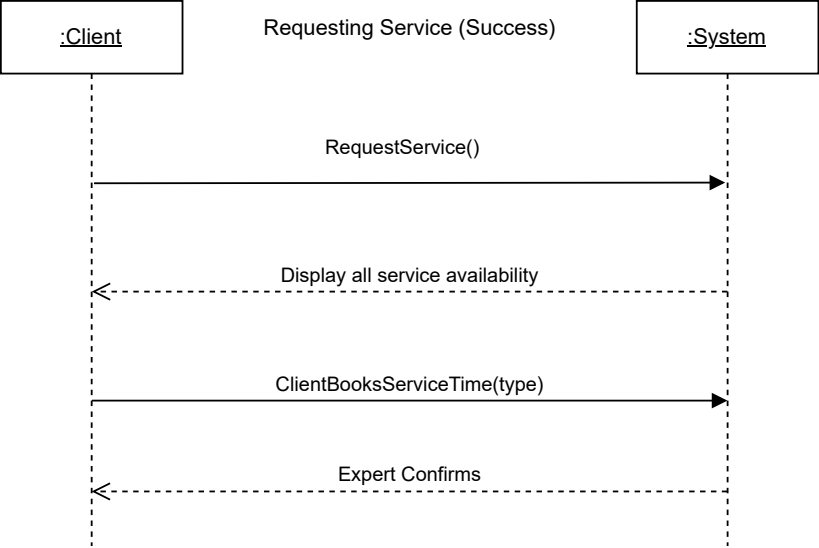 :Client
Requesting Service (Success)
:System
RequestService()
Display all service availability
ClientBooksServiceTime(type)
Expert Confirms